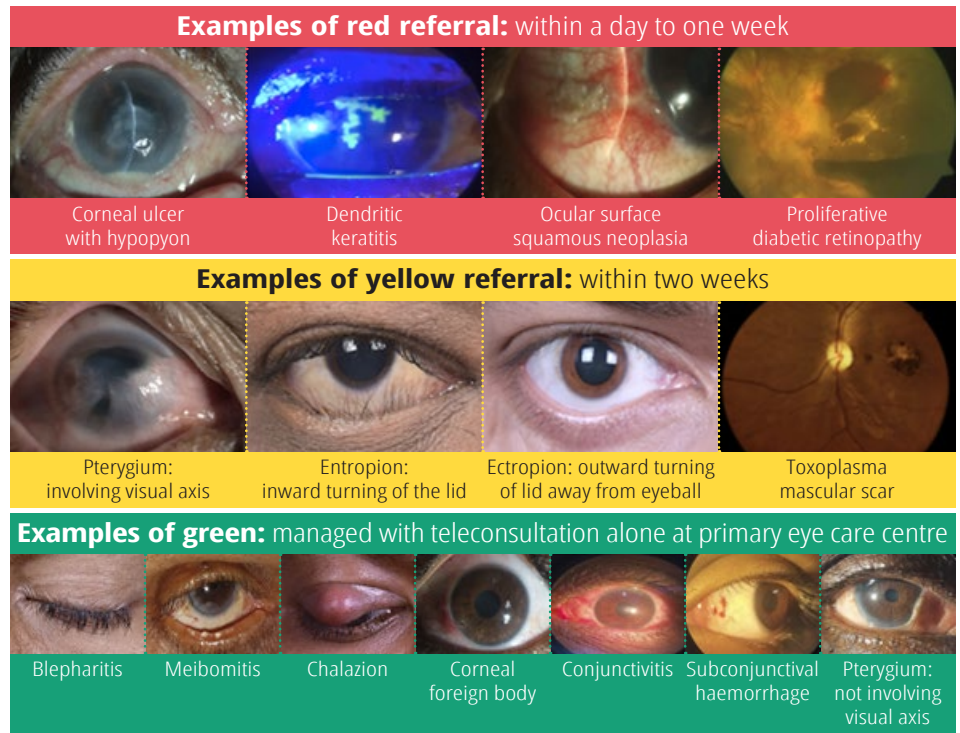 Examples of red referral: within a day to one week
Corneal ulcer
with hypopyon
Dendritic
keratitis
Ocular surface
squamous neoplasia
Proliferative
diabetic retinopathy
Examples of yellow referral: within two weeks
Pterygium:
involving visual axis
Entropion:
inward turning of the lid
Ectropion: outward turning
of lid away from eyeball
Toxoplasma
mascular scar
Examples of green: managed with teleconsultation alone at primary eye care centre
Blepharitis
Meibomitis
Chalazion
Corneal
foreign body
Conjunctivitis
Subconjunctival
haemorrhage
Pterygium:
not involving
visual axis